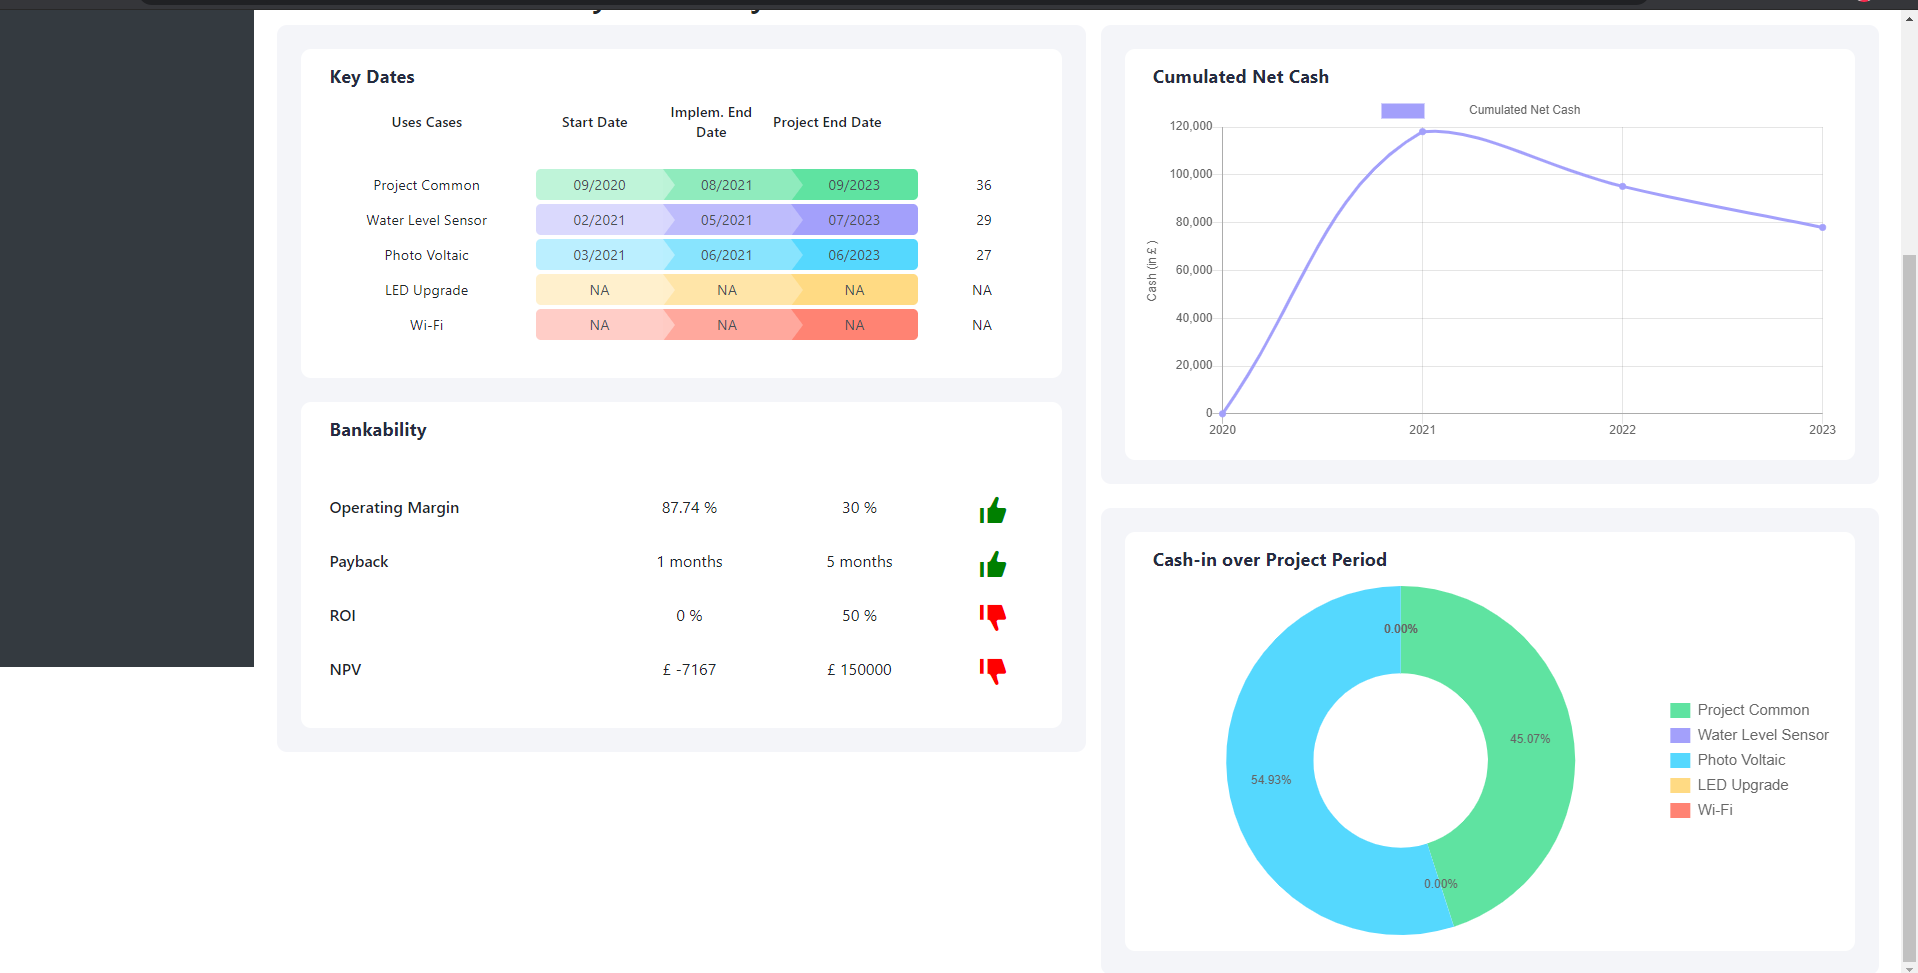 Key Dates
Uses Cases
Start Date
Implem. End
Date
Project End Date
Project Common 09/2020 08/2021 09/2023 36
Water Level Sensor 02/2021 05/2021 07/2023 29
Photo Voltaic 03/2021 06/2021 06/2023 27
LED Upgrade NA NA NA NA
Wi-Fi NA NA NA NA
Bankability
Operating Margin 87.74 % 30 %
Payback 1 months 5 months
ROI 0 % 50 %
NPV £ -7167 £ 150000
Cumulated Net Cash
Cumulated Net Cash
120,000
100,000
80,000
60,000
40,000
20,000
0
Cash (in £ )
2020 2021 2022 2023
Cash-in over Project Period
0.00%
45.07%
54.93%
0.00%
Project Common
Water Level Sensor
Photo Voltaic
LED Upgrade
Wi-Fi